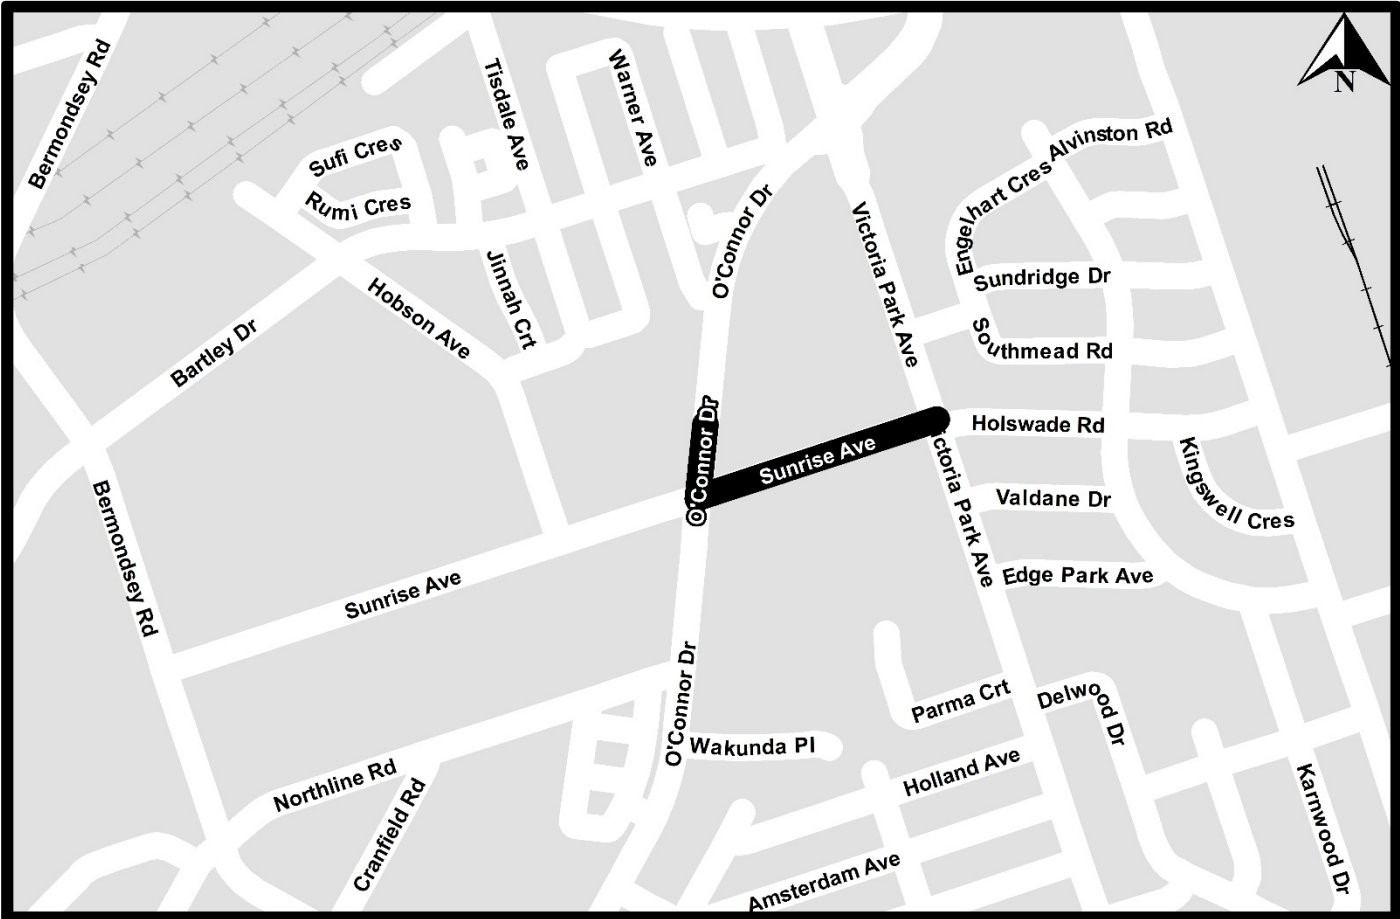 Bermondsey Rd
N
Tisdale Ave
Warner Ave
Alvinston Rd
Sufi Cres
Engelhart Cres
Rumi Cres
O'Connor Dr
Victoria Park Ave
Jinnah Crt
Sundridge Dr
Hobson Ave
Southmead Rd
Bartley Dr
O'Connor Dr
Sunrise Ave
Holswade Rd
Kingswell Cres
Victoria Park Ave
Valdane Dr
Bermondsey Rd
Sunrise Ave
Edge Park Ave
O'Connor Dr
Parma Crt
Delwood Dr
Wakunda Pl
Holland Ave
Northline Rd
Cranfield Rd
Karnwood Dr
Amsterdam Ave